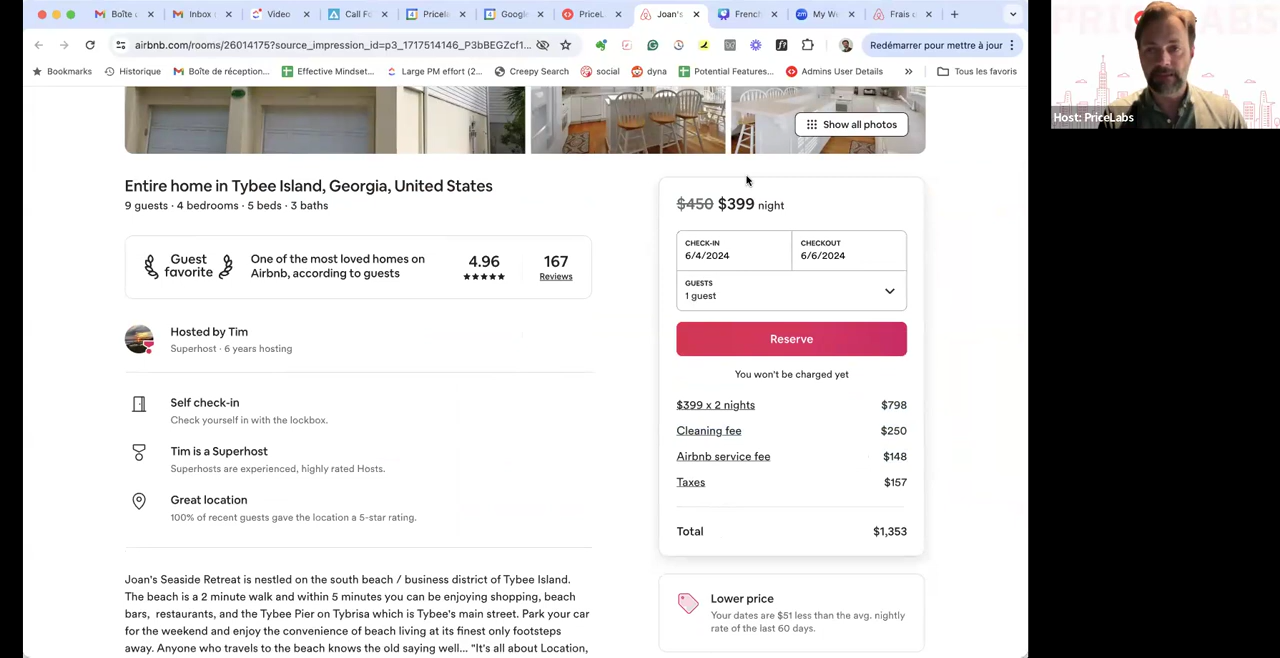 Boîte d
Inbox (
Video
Call Fo
Pricela
Google
PriceL
Joan's
French
My We
Frais o
airbnb.com/rooms/26014175?source_impression_id=p3_1717514146_P3bBEGZcf1...
Redémarrer pour mettre à jour
Bookmarks
Historique
Boîte de réception...
Effective Mindset...
Large PM effort (2...
Creepy Search
social
dyna
Potential Features...
Admins User Details
»
Tous les favoris
Host: PriceLabs
Show all photos
Entire home in Tybee Island, Georgia, United States
9 guests · 4 bedrooms · 5 beds · 3 baths
Guest favorite
One of the most loved homes on
Airbnb, according to guests
4.96
167
Reviews
Hosted by Tim
Superhost · 6 years hosting
Self check-in
Check yourself in with the lockbox.
Tim is a Superhost
Superhosts are experienced, highly rated Hosts.
Great location
100% of recent guests gave the location a 5-star rating.
Joan's Seaside Retreat is nestled on the south beach / business district of Tybee Island.
The beach is a 2 minute walk and within 5 minutes you can be enjoying shopping, beach
bars, restaurants, and the Tybee Pier on Tybrisa which is Tybee's main street. Park your car
for the weekend and enjoy the convenience of beach living at its finest only footsteps
away. Anyone who travels to the beach knows the old saying well... "It's all about Location,
$450 $399 night
CHECK-IN
6/4/2024
CHECKOUT
6/6/2024
GUESTS
1 guest
Reserve
You won't be charged yet
$399 x 2 nights $798
Cleaning fee $250
Airbnb service fee $148
Taxes $157
Total $1,353
Lower price
Your dates are $51 less than the avg. nightly
rate of the last 60 days.